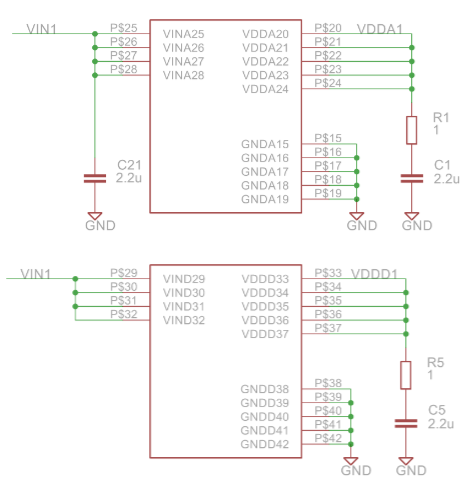 VIN1 P$25 VINA25 VDDA20 P$20 VDDA1
P$26 VINA26 VDDA21 P$21
P$27 VINA27 VDDA22 P$22
P$28 VINA28 VDDA23 P$23
VDDA24 P$24
R1
1
GNDA15 P$15
GNDA16 P$16
C21 GNDA17 P$17 C1
2.2u GNDA18 P$18 2.2u
GNDA19 P$19
GND GND GND
VIN1 P$29 VIND29 VDDD33 P$33 VDDD1
P$30 VIND30 VDDD34 P$34
P$31 VIND31 VDDD35 P$35
P$32 VIND32 VDDD36 P$36
VDDD37 P$37
R5
1
GNDD38 P$38
GNDD39 P$39
GNDD40 P$40 C5
GNDD41 P$41 2.2u
GNDD42 P$42
GND GND